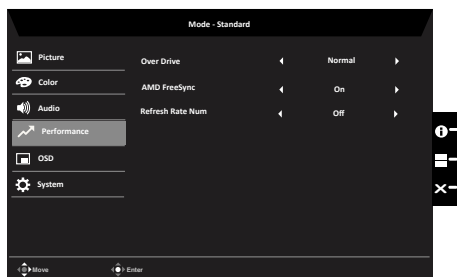 Mode - Standard
Picture
Color
Audio
Performance
OSD
System
Over Drive Normal
AMD FreeSync On
Refresh Rate Num Off
Move Enter